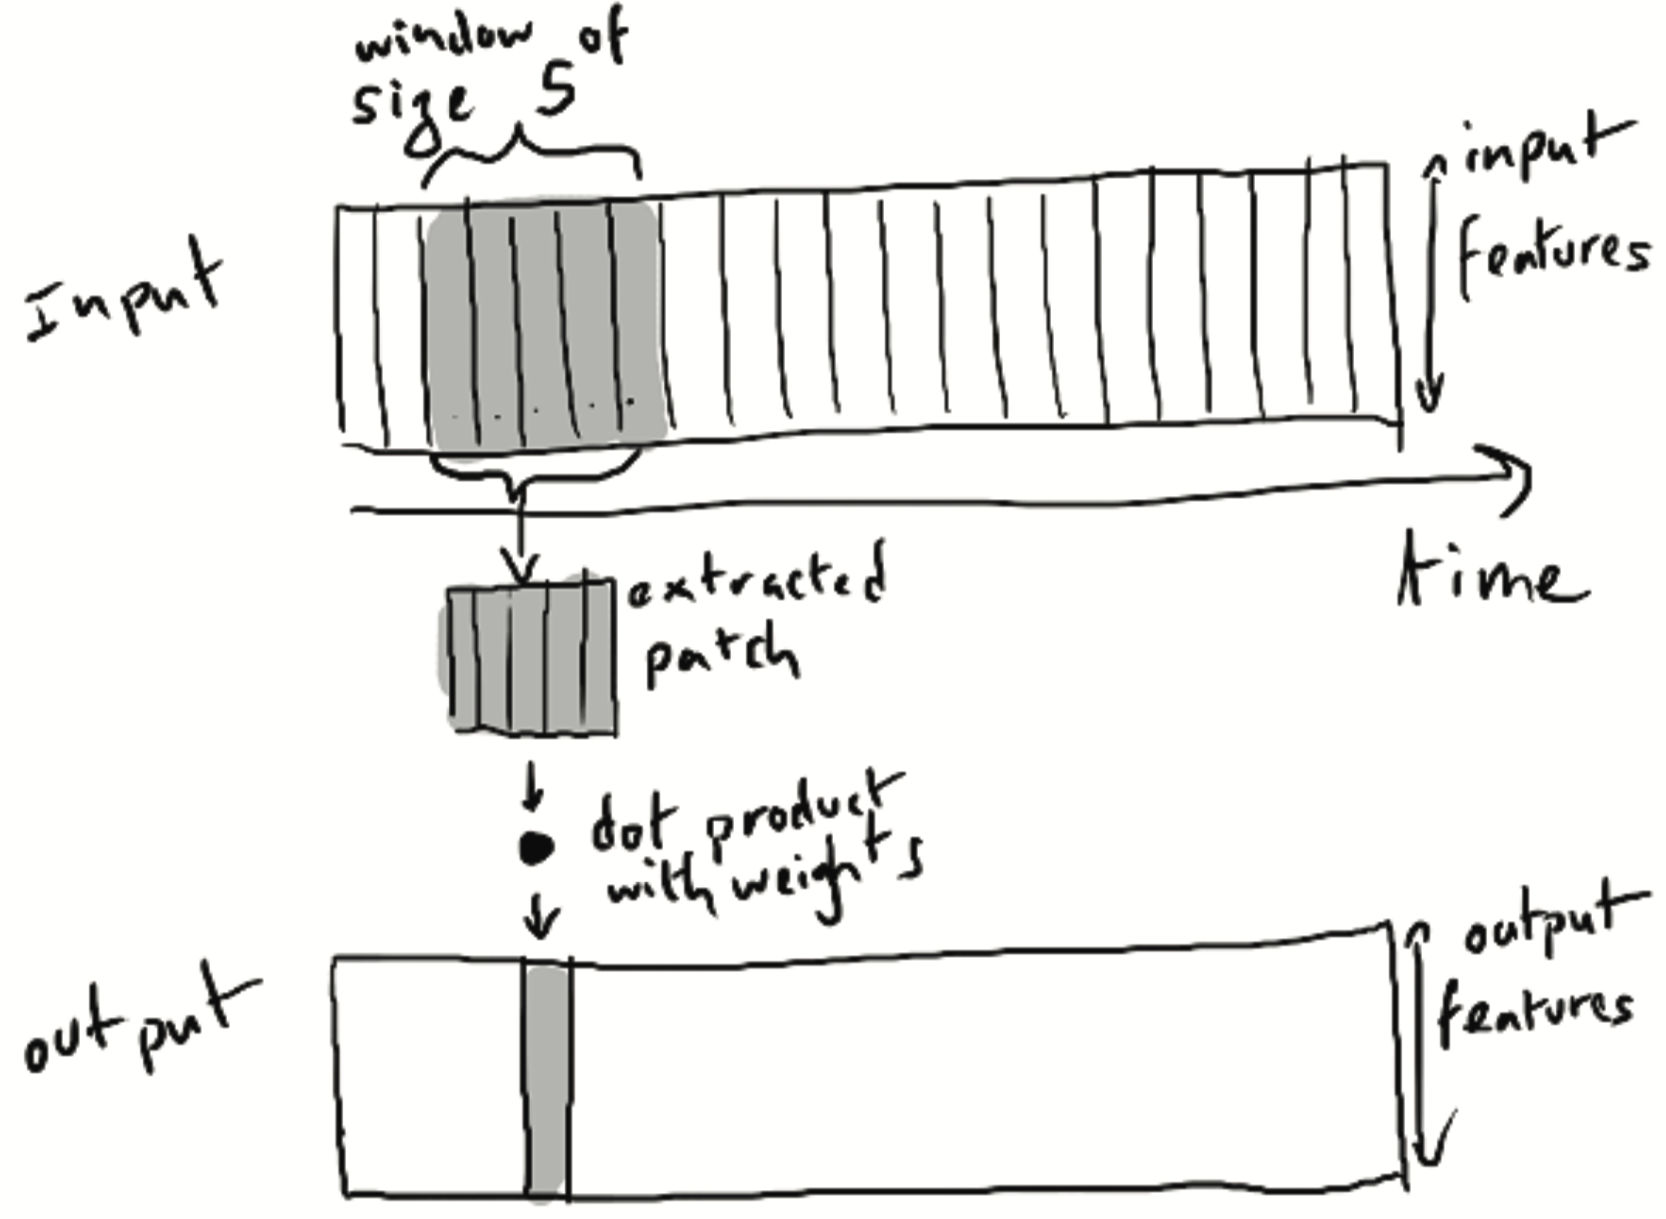 window of
size 5
input
features
Input
time
extracted
patch
dot product
with weights
output
features
output